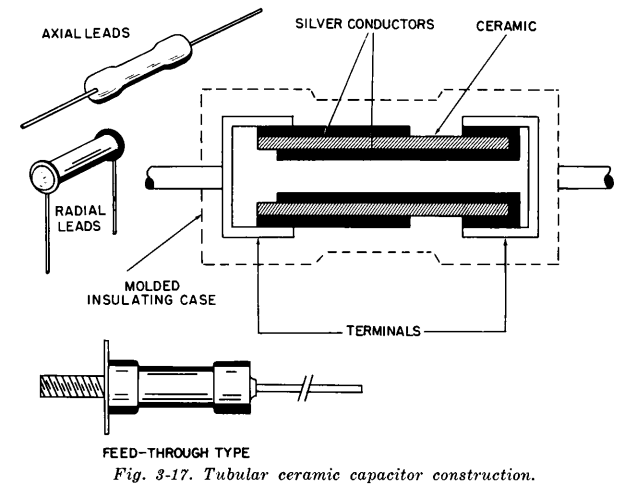 AXIAL LEADS
SILVER CONDUCTORS
CERAMIC
RADIAL
LEADS
MOLDED
INSULATING CASE
TERMINALS
FEED-THROUGH TYPE
Fig. 3-17. Tubular ceramic capacitor construction.